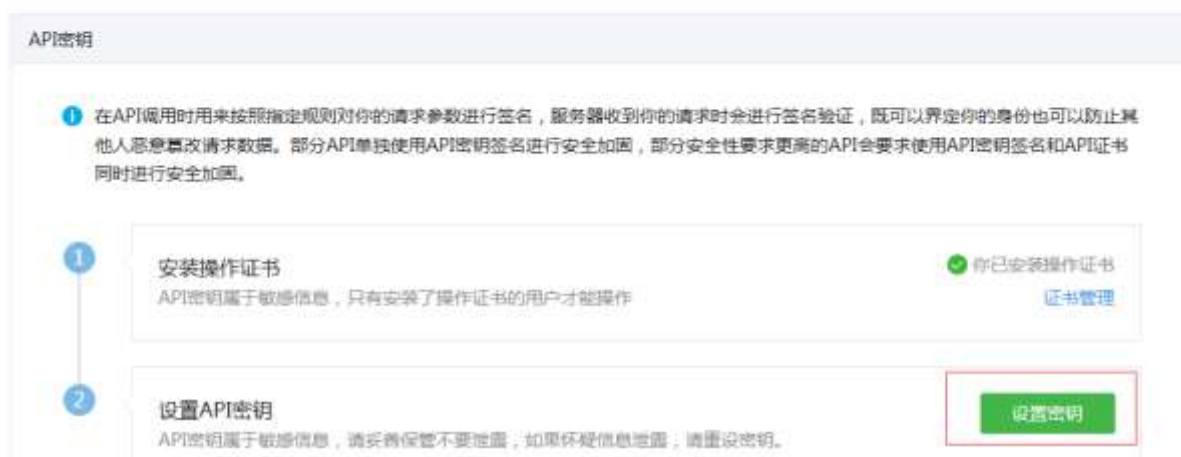 API密钥
在API调用时用来按照指定规则对你的请求参数进行签名，服务器收到你的请求时会进行签名验证，既可以界定你的身份也可以防止其
他人恶意篡改请求数据。部分API单独使用API密钥签名进行安全加固，部分安全性要求更高的API会要求使用API密钥签名和API证书
同时进行安全加固。
1
安装操作证书
你已安装操作证书
API密钥属于敏感信息，只有安装了操作证书的用户才能操作
证书管理
2
设置API密钥
设置密钥
API密钥属于敏感信息，请妥善保管不要泄露，如果怀疑信息泄露，请重设密钥。